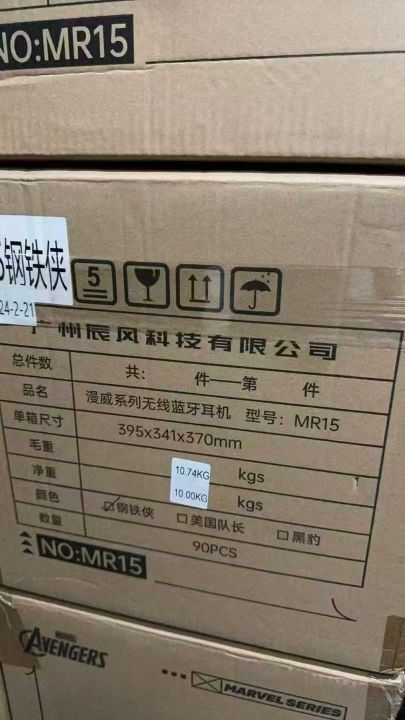 NO:MR15
钢铁侠
24-2-21
5
广州辰风科技有限公司
总件数 共: 件—第 件
品名 漫威系列无线蓝牙耳机 型号: MR15
单箱尺寸 395x341x370mm
毛重 10.74KG kgs
净重 10.00KG kgs
颜色 ☑钢铁侠 □美国队长 □黑豹
数量 90PCS
NO:MR15
MARVEL
AVENGERS
MARVEL SERIES